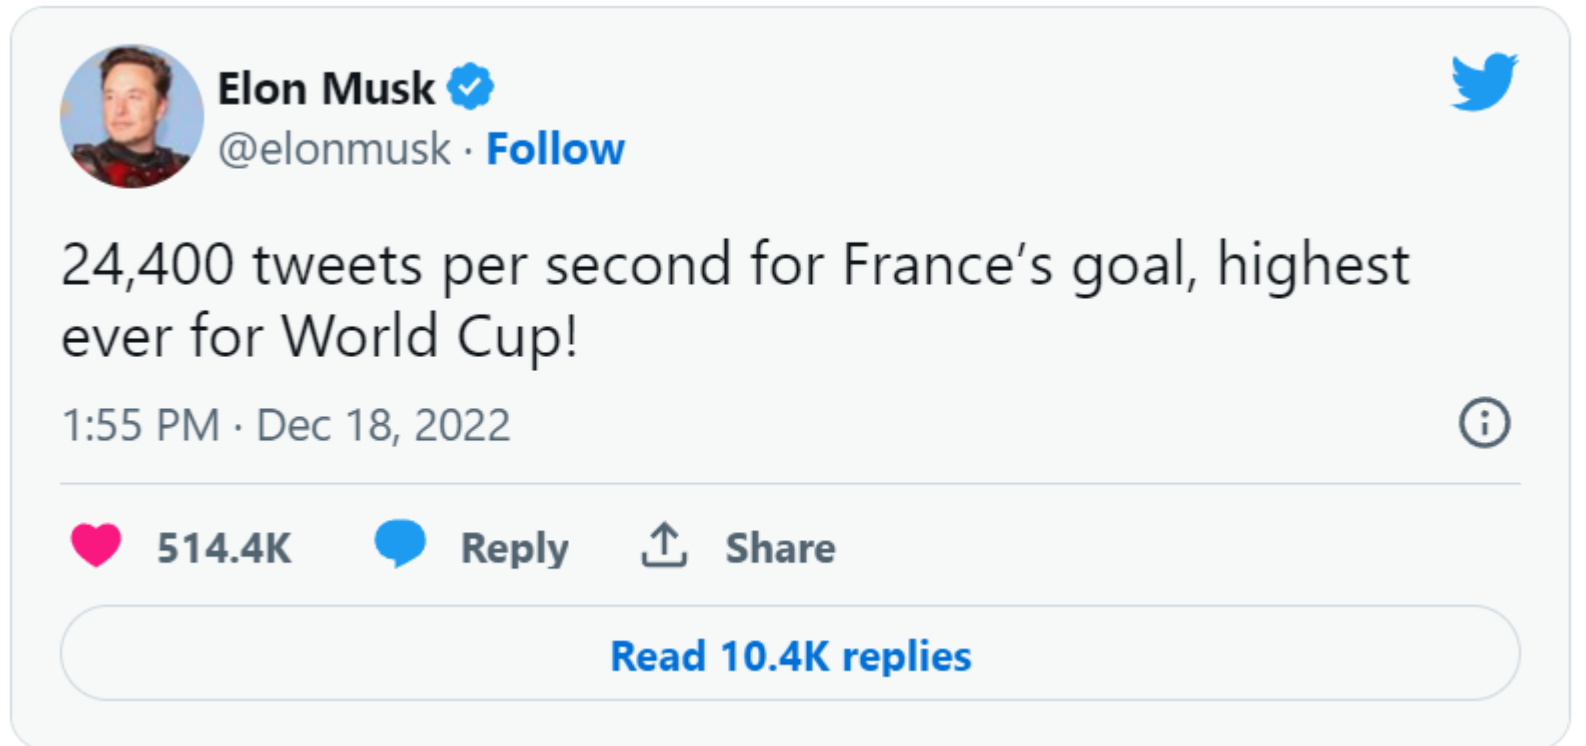 Elon Musk
@elonmusk · Follow
24,400 tweets per second for France’s goal, highest
ever for World Cup!
1:55 PM · Dec 18, 2022
514.4K Reply Share
Read 10.4K replies